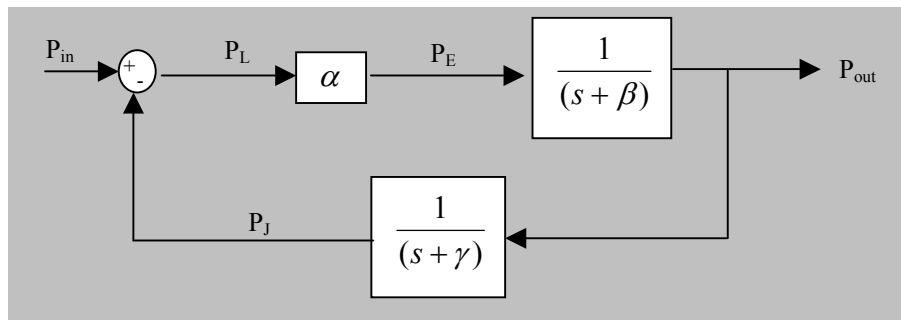 P_in
+
-
P_L
α
P_E
1
(s + β)
P_out
P_J
1
(s + γ)